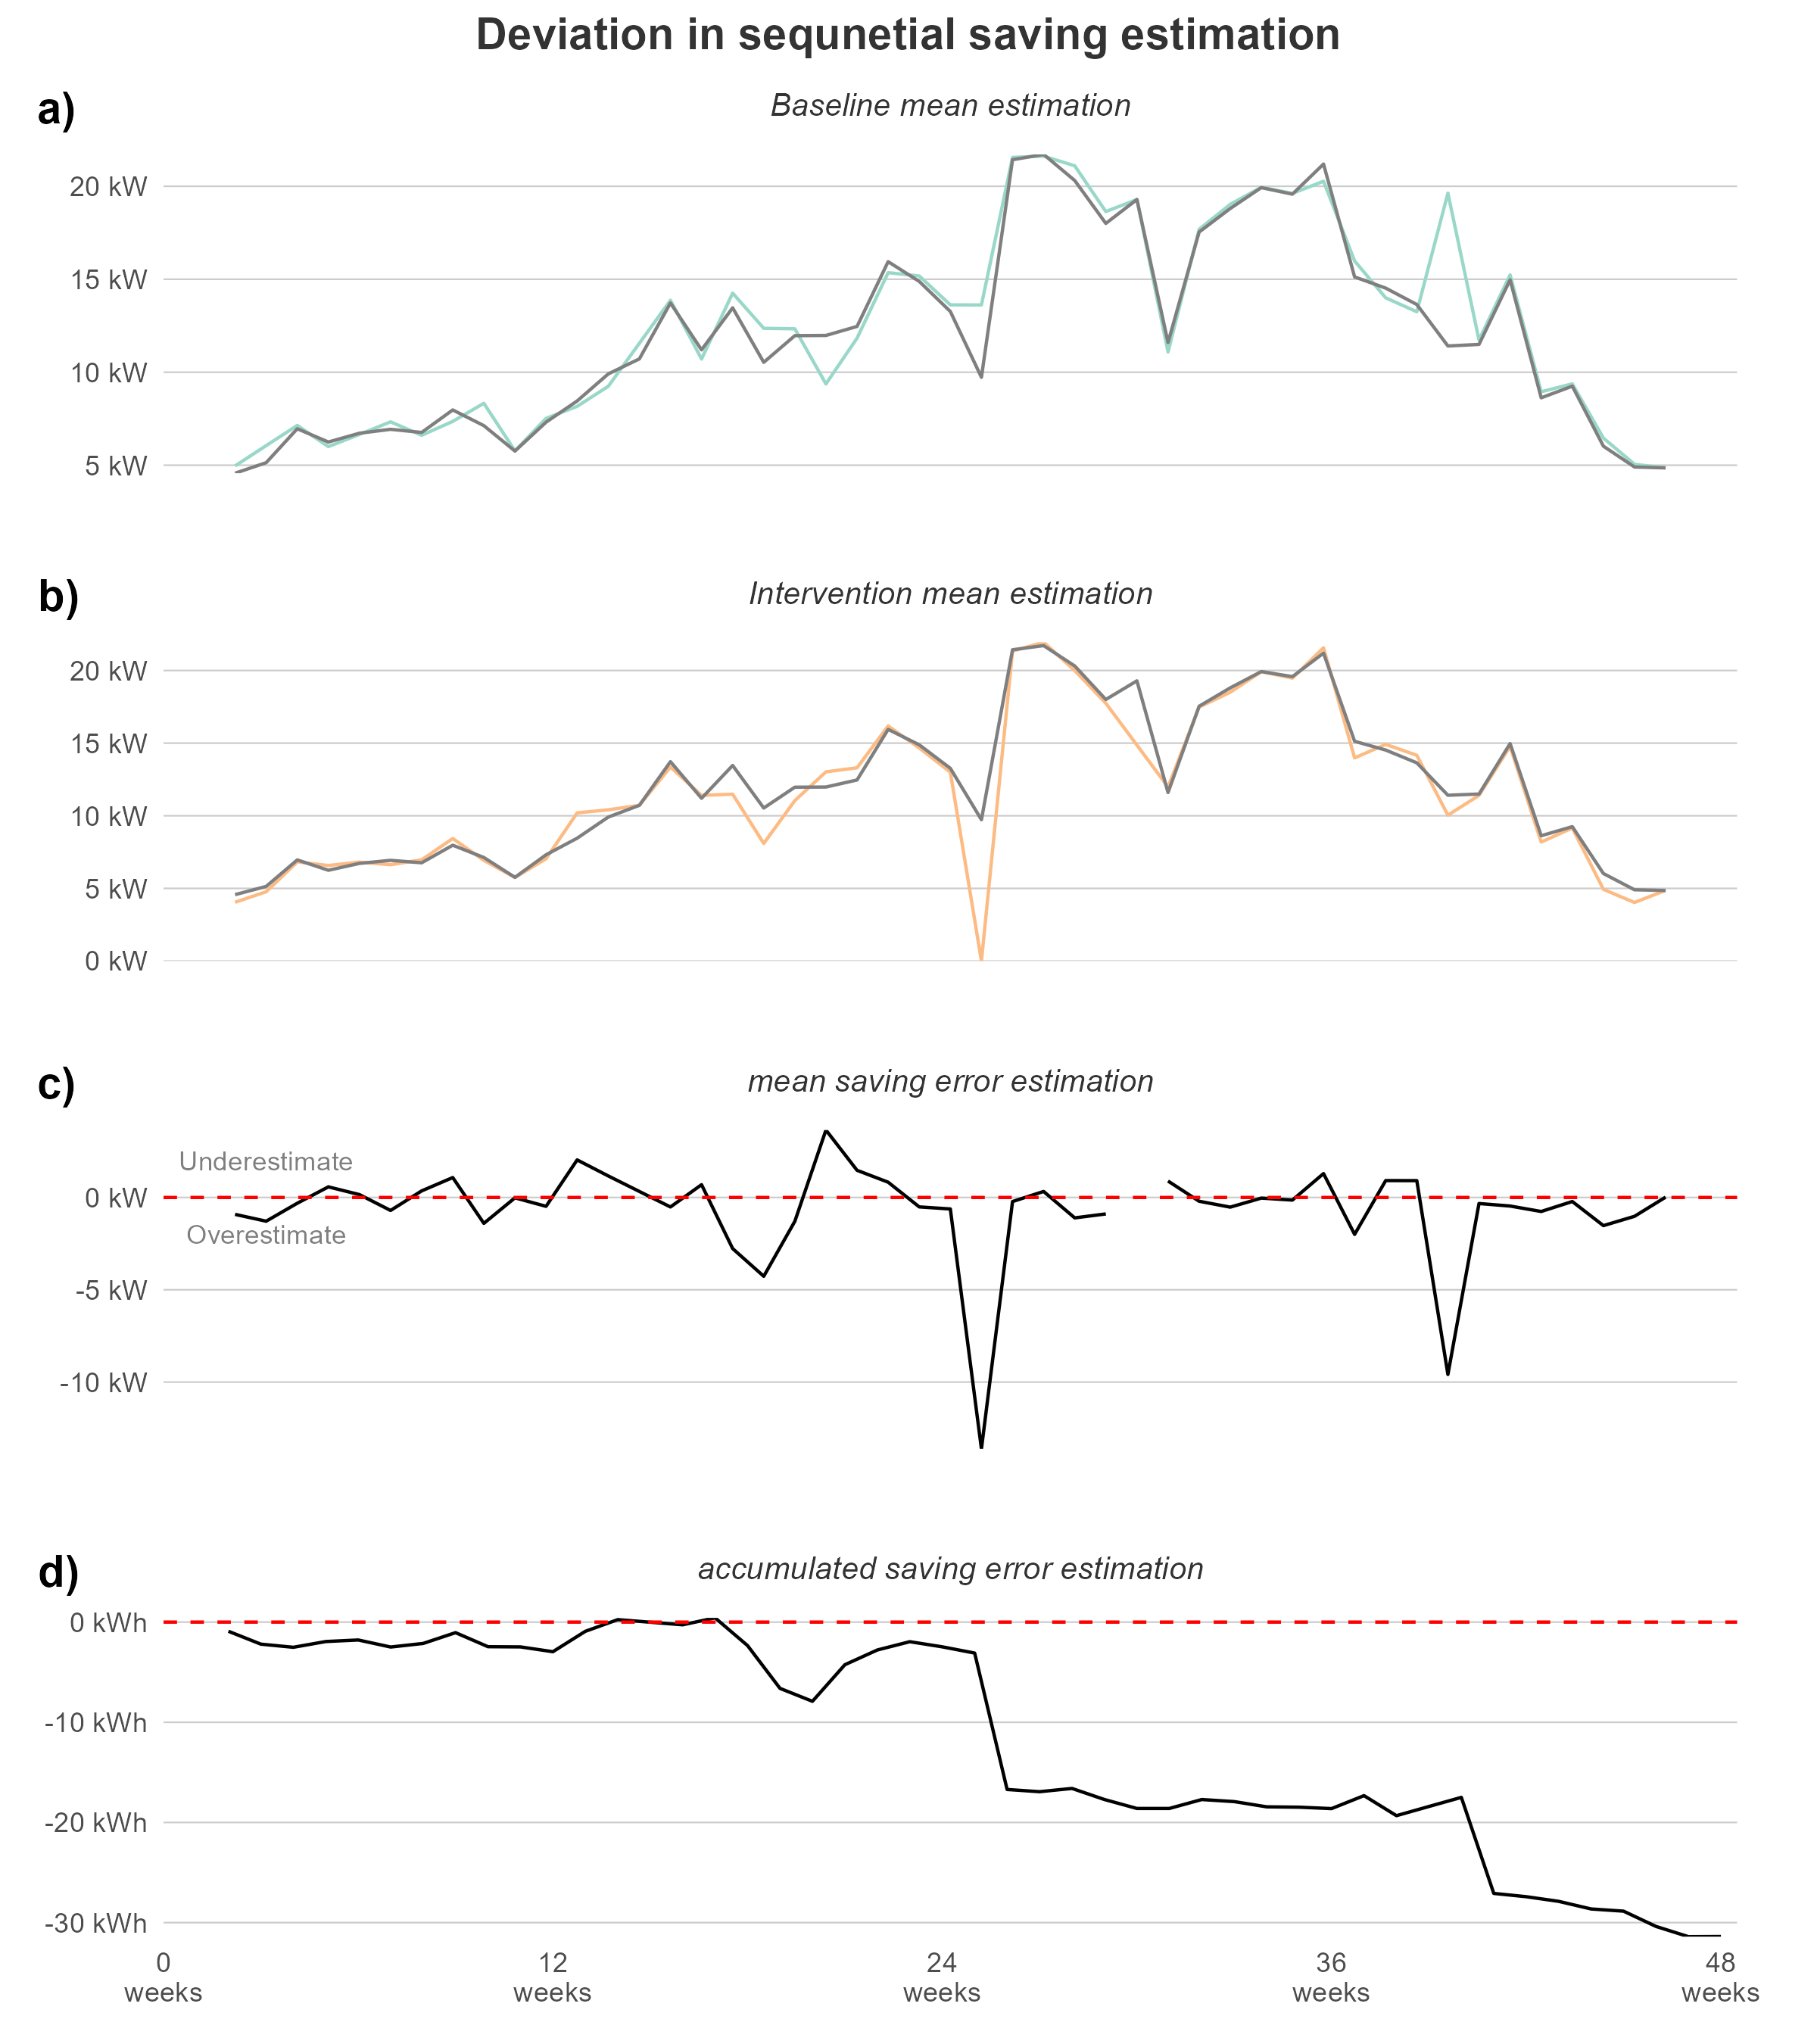 Deviation in sequnetial saving estimation
a)
Baseline mean estimation
20 kW
15 kW
10 kW
5 kW
b)
Intervention mean estimation
20 kW
15 kW
10 kW
5 kW
0 kW
c)
mean saving error estimation
Underestimate
0 kW
Overestimate
-5 kW
-10 kW
d)
accumulated saving error estimation
0 kWh
-10 kWh
-20 kWh
-30 kWh
0 12 24 36 48
weeks weeks weeks weeks weeks